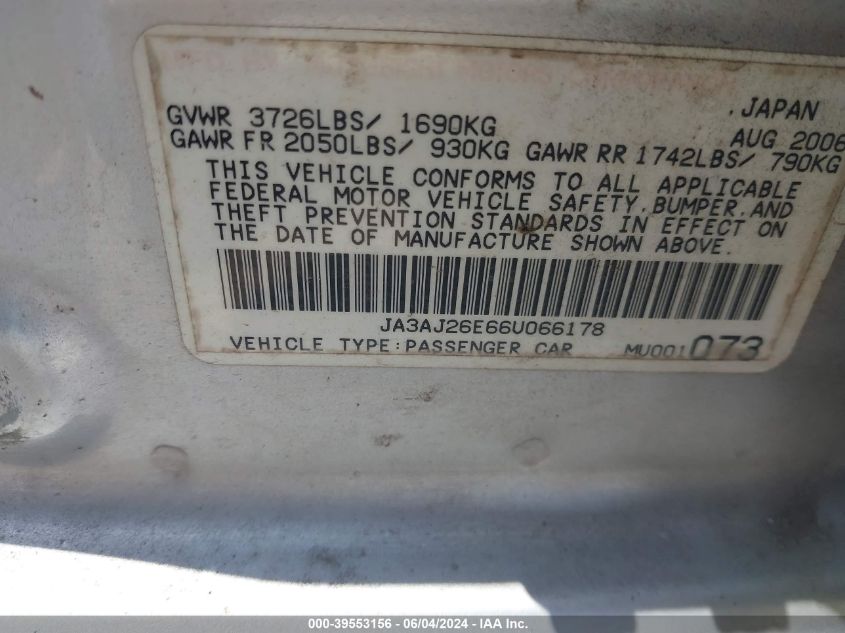 .JAPAN
GVWR 3726LBS/ 1690KG
AUG 2006
GAWR FR 2050LBS/ 930KG GAWR RR 1742LBS/ 790KG
THIS VEHICLE CONFORMS TO ALL APPLICABLE
FEDERAL MOTOR VEHICLE SAFETY,BUMPER,AND
THEFT PREVENTION STANDARDS IN EFFECT ON
THE DATE OF MANUFACTURE SHOWN ABOVE.
JA3AJ26E66U066178
VEHICLE TYPE:PASSENGER CAR MU001073
000-39553156 - 06/04/2024 - IAA Inc.